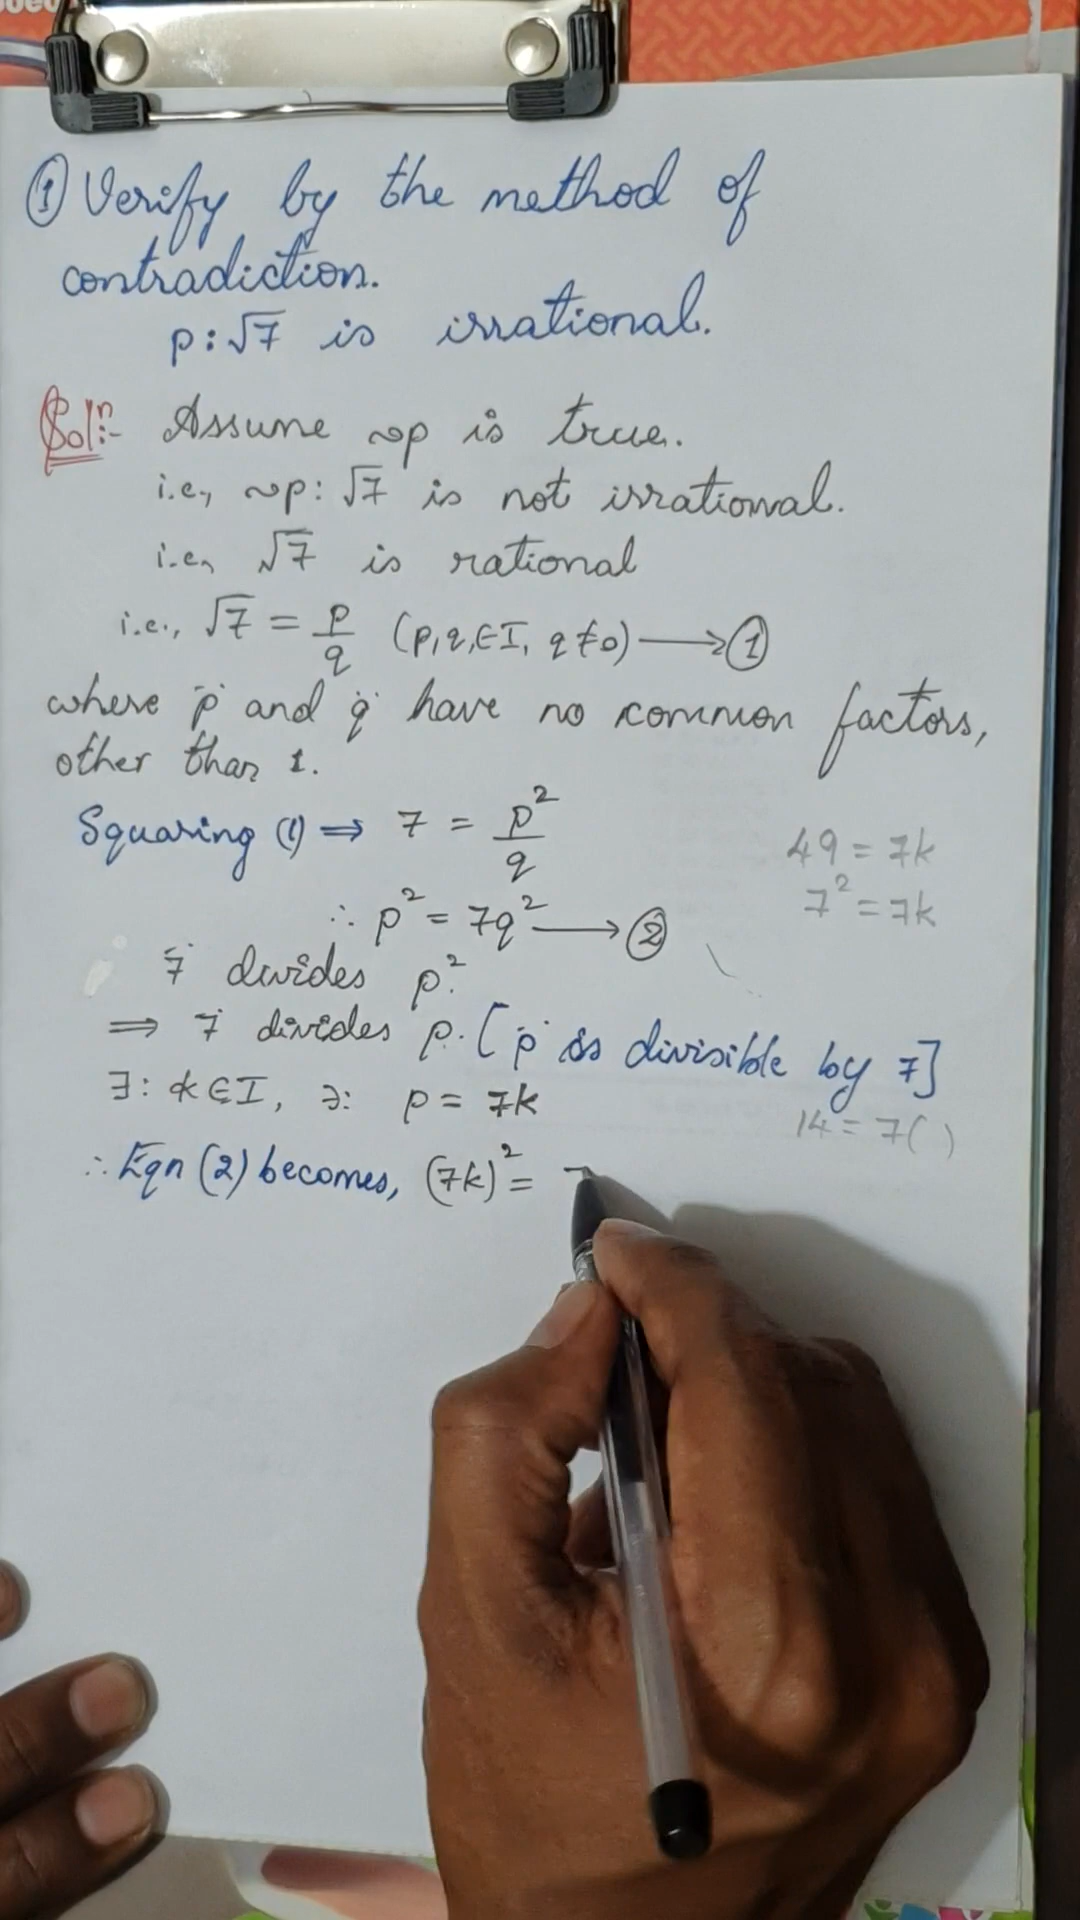 ① Verify by the method of
contradiction.
p: √7 is irrational.
Solⁿ:- Assume ~p is true.
i.e., ~p: √7 is not irrational.
i.e., √7 is rational
i.e., √7 = p/q (p,q,∈I, q≠0) ⟶ ①
where 'p' and 'q' have no common factors,
other than 1.
Squaring (1) ⇒ 7 = p²/q
49 = 7k
7² = 7k
∴ p² = 7q² ⟶ ②
7 divides p².
⇒ 7 divides p. ['p' is divisible by 7]
∃: k∈I, ∋: p = 7k
14 = 7( )
∴ Eqn (2) becomes, (7k)² =